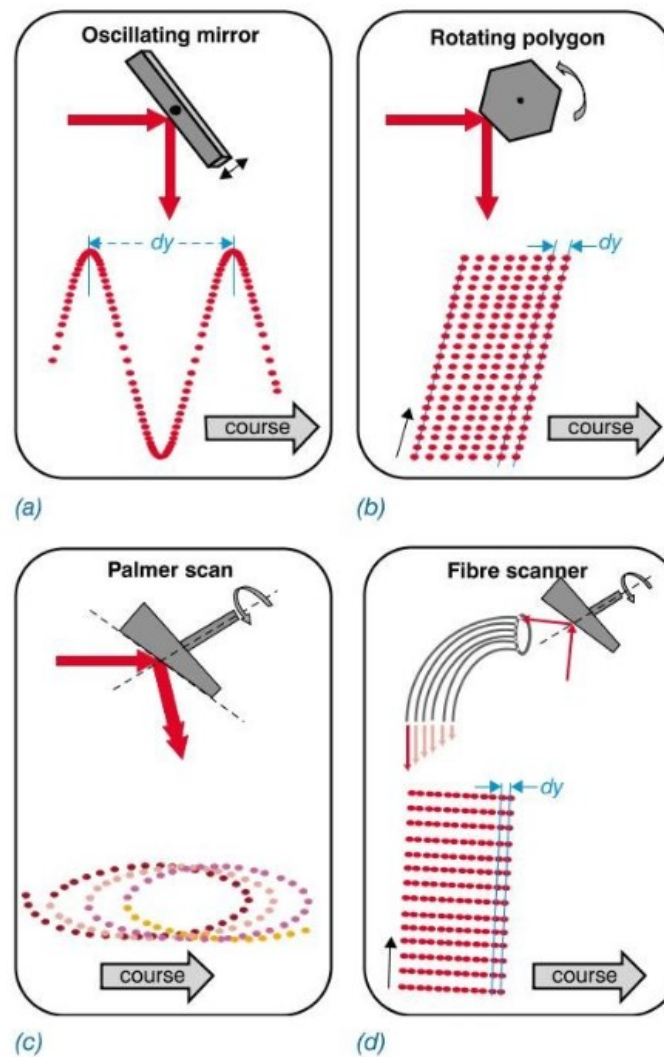 Oscillating mirror
dy
course
(a)
Rotating polygon
dy
course
(b)
Palmer scan
course
(c)
Fibre scanner
dy
course
(d)